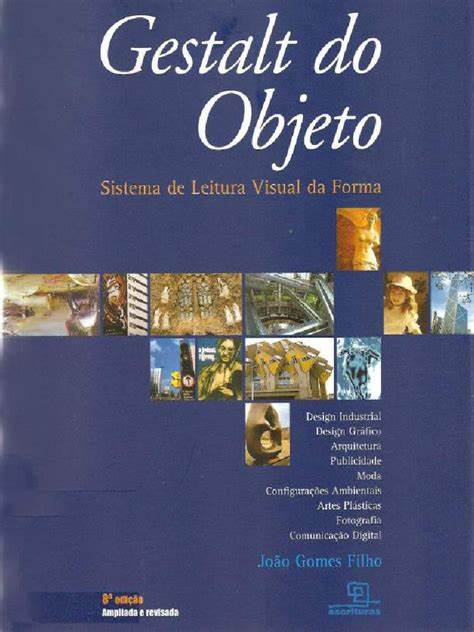 Gestalt do
Objeto
Sistema de Leitura Visual da Forma
Design Industrial
Design Gráfico
Arquitetura
Publicidade
Moda
Configurações Ambientais
Artes Plásticas
Fotografia
Comunicação Digital
João Gomes Filho
8ª edição
Ampliada e revisada
escrituras